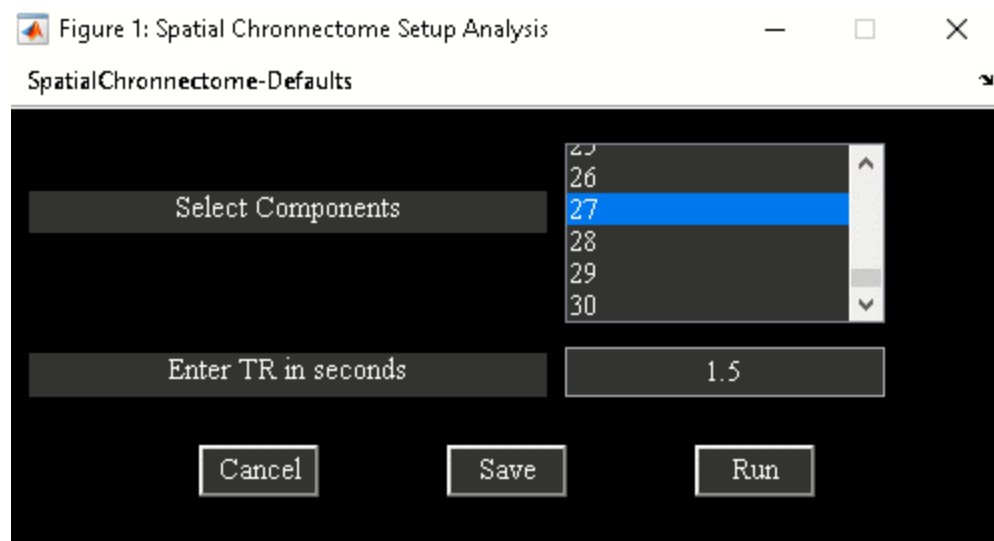 Figure 1: Spatial Chronnectome Setup Analysis
SpatialChronnectome-Defaults
Select Components
26
27
28
29
30
Enter TR in seconds
1.5
Cancel Save Run